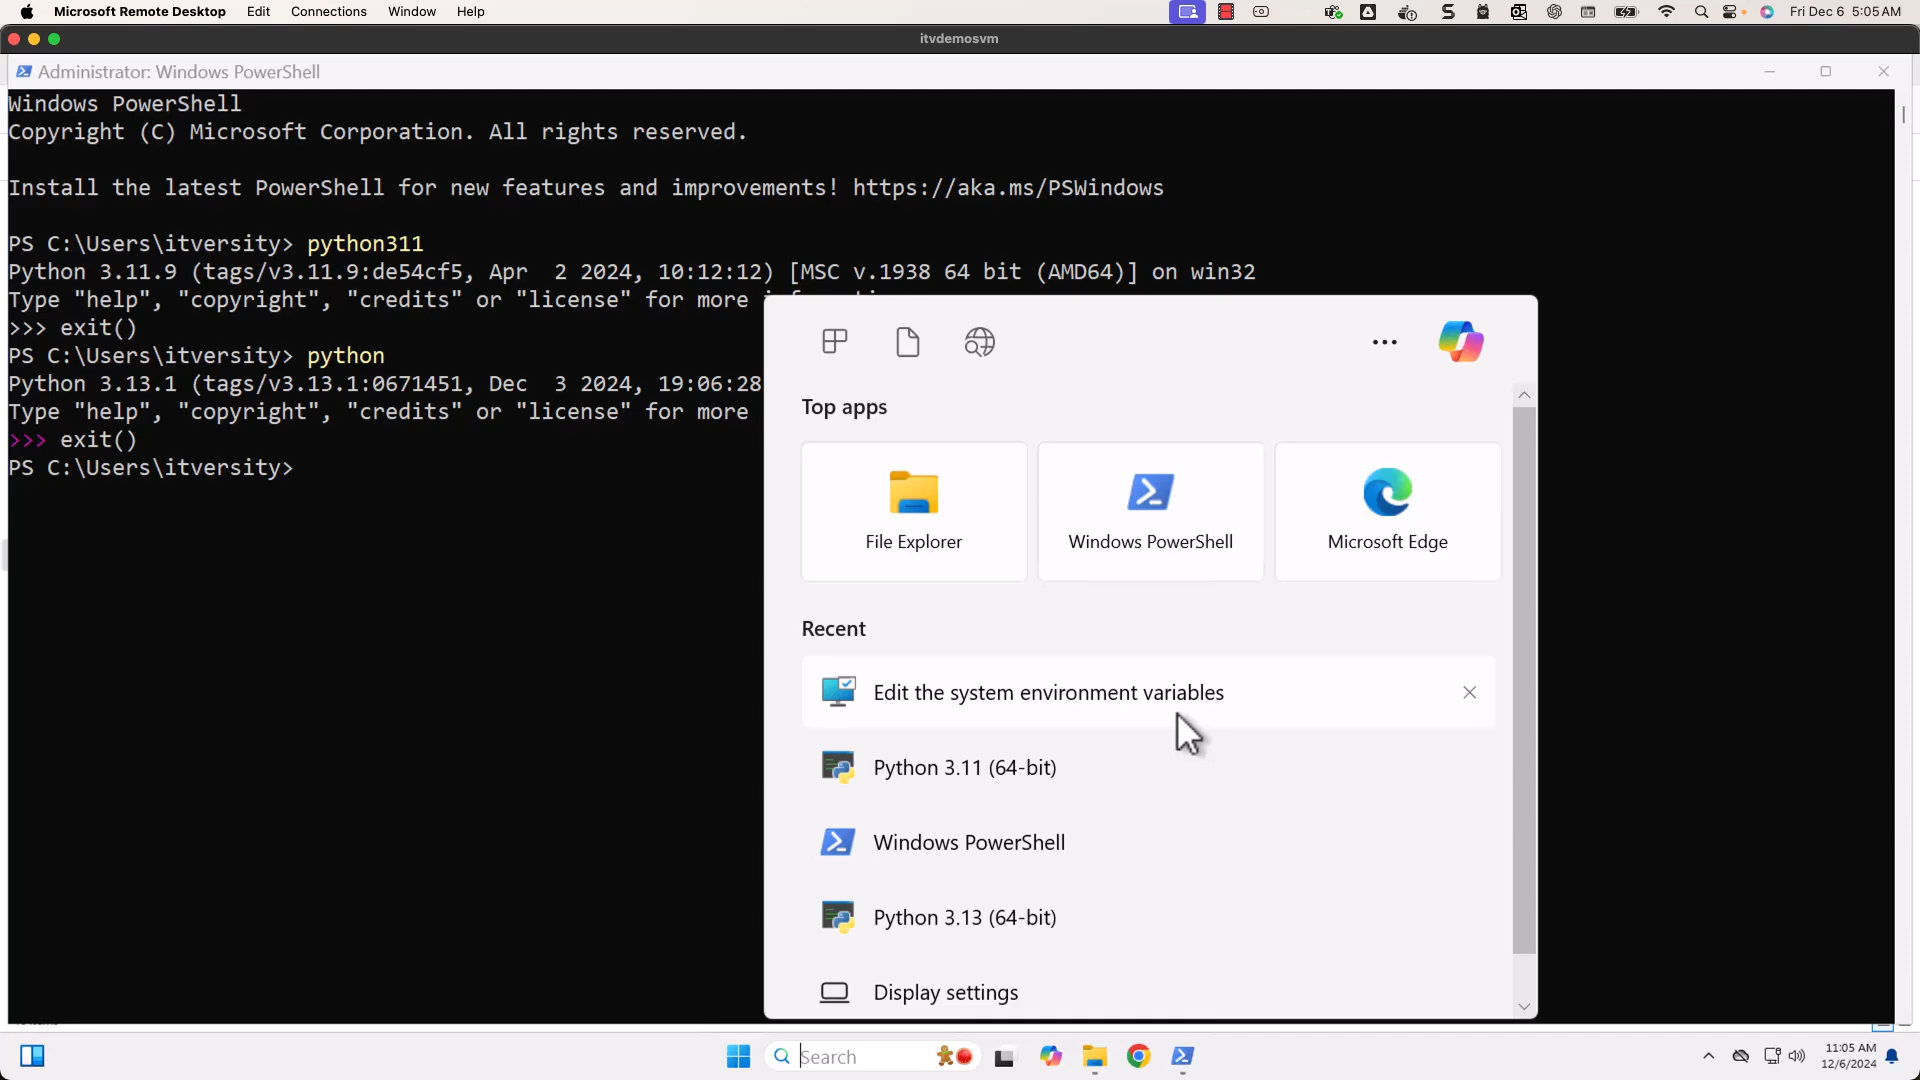 Microsoft Remote Desktop Edit Connections Window Help
Fri Dec 6 5:05 AM
itvdemosvm
Administrator: Windows PowerShell
Windows PowerShell
Copyright (C) Microsoft Corporation. All rights reserved.
Install the latest PowerShell for new features and improvements! https://aka.ms/PSWindows
PS C:\Users\itversity> python311
Python 3.11.9 (tags/v3.11.9:de54cf5, Apr  2 2024, 10:12:12) [MSC v.1938 64 bit (AMD64)] on win32
Type "help", "copyright", "credits" or "license" for more
>>> exit()
PS C:\Users\itversity> python
Python 3.13.1 (tags/v3.13.1:0671451, Dec  3 2024, 19:06:28
Type "help", "copyright", "credits" or "license" for more
>>> exit()
PS C:\Users\itversity>
Top apps
File Explorer
Windows PowerShell
Microsoft Edge
Recent
Edit the system environment variables
Python 3.11 (64-bit)
Windows PowerShell
Python 3.13 (64-bit)
Display settings
Search
11:05 AM
12/6/2024